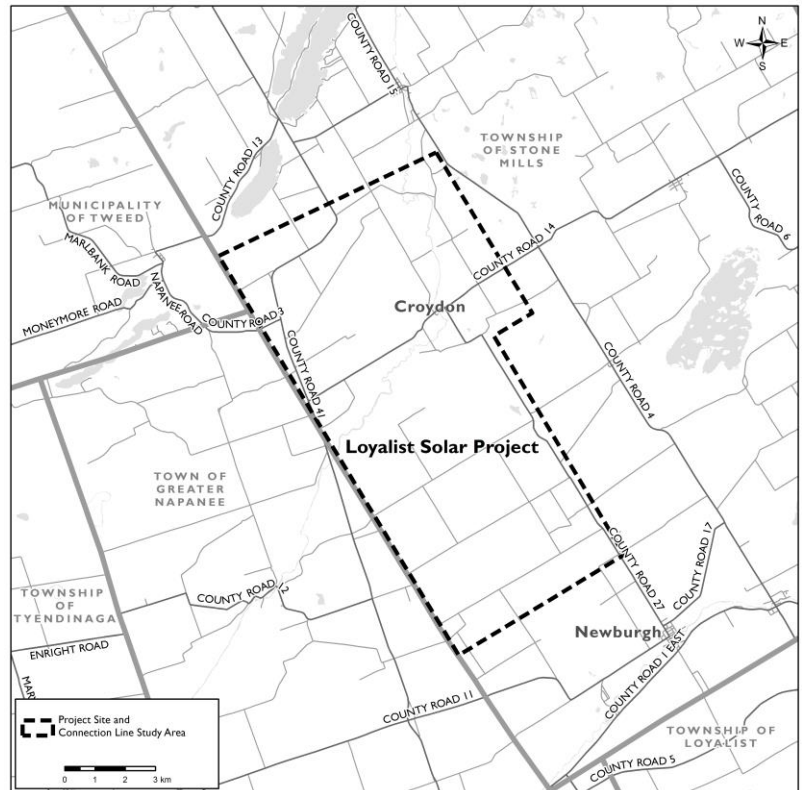 N
W E
S
COUNTY ROAD 15
TOWNSHIP
OF STONE
MILLS
COUNTY ROAD 13
COUNTY ROAD 6
MUNICIPALITY
OF TWEED
MARLBANK
ROAD
COUNTY ROAD 14
NAPANEE
ROAD
MONEYMORE ROAD
COUNTY ROAD 3
Croydon
COUNTY ROAD 41
COUNTY ROAD 4
Loyalist Solar Project
TOWN OF
GREATER
NAPANEE
COUNTY ROAD 17
COUNTY ROAD 27
COUNTY ROAD 12
TOWNSHIP
OF
TYENDINAGA
Newburgh
ENRIGHT ROAD
COUNTY ROAD 1 EAST
MAR
COUNTY ROAD 11
Project Site and
Connection Line Study Area
TOWNSHIP OF
LOYALIST
COUNTY ROAD 5
0 1 2 3 km